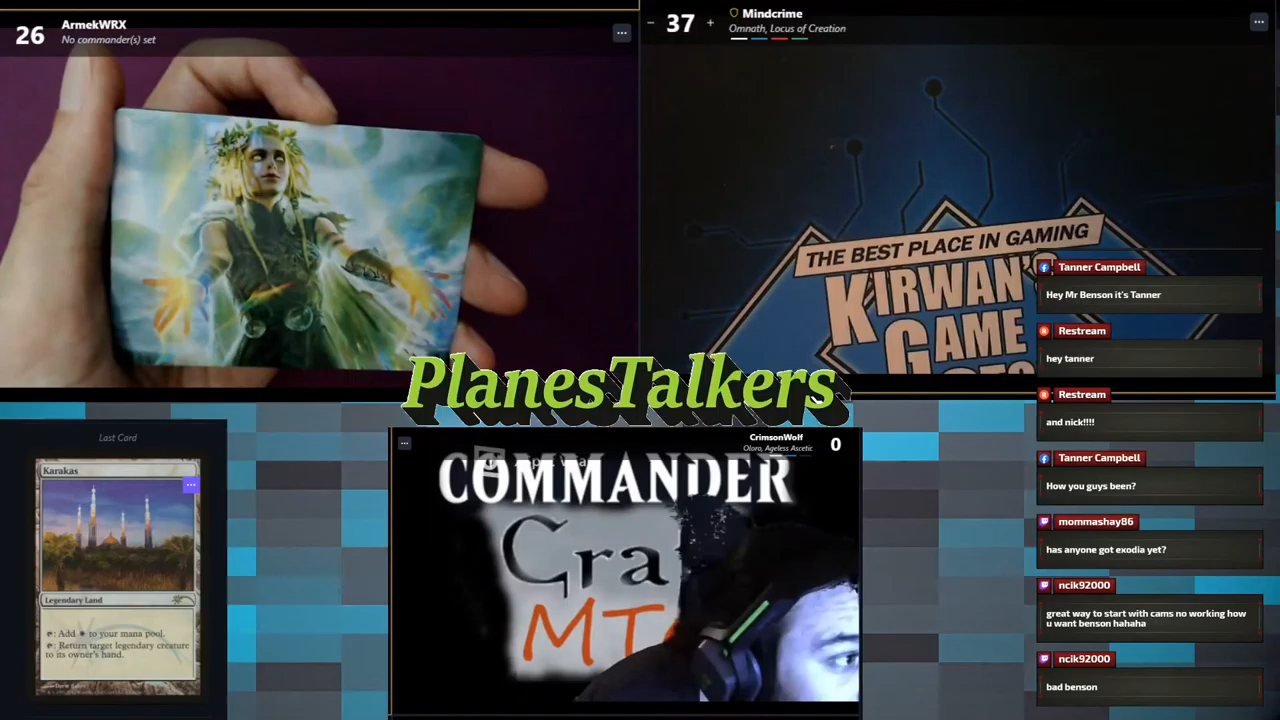 26
ArmekWRX
No commander(s) set
- 37 +
Mindcrime
Omnath, Locus of Creation
THE BEST PLACE IN GAMING
KIRWAN'S
GAME
PlanesTalkers
Last Card
Karakas
Legendary Land
: Add to your mana pool.
: Return target legendary creature
to its owner's hand.
CrimsonWolf
Oloro, Ageless Ascetic
0
COMMANDER
Cra
MT
Tanner Campbell
Hey Mr Benson it's Tanner
Restream
hey tanner
Restream
and nick!!!!
Tanner Campbell
How you guys been?
mommashay86
has anyone got exodia yet?
ncik92000
great way to start with cams no working how
u want benson hahaha
ncik92000
bad benson